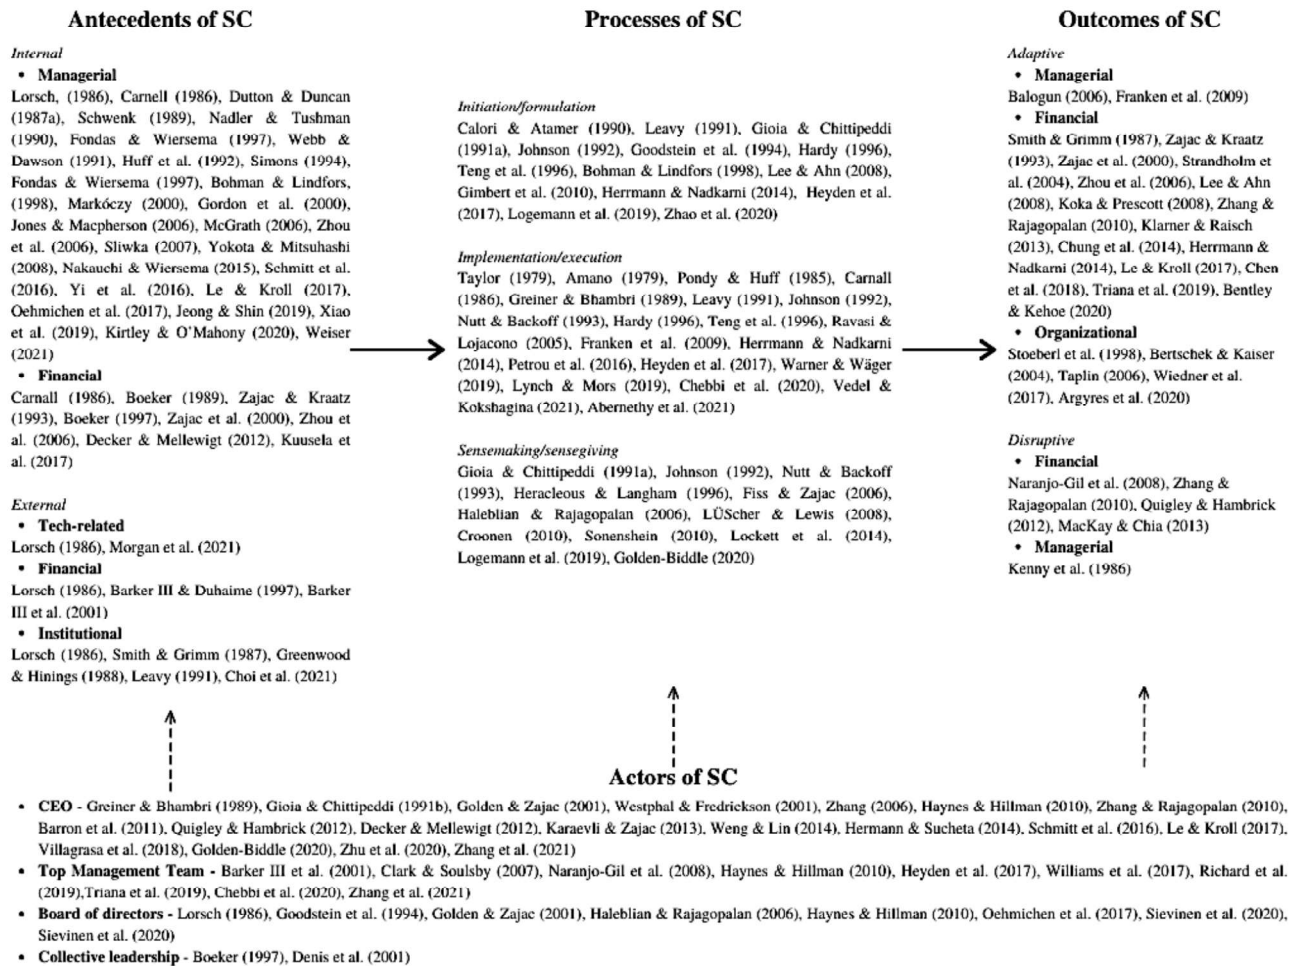 Antecedents of SC
Internal
• Managerial
Lorsch, (1986), Carnell (1986), Dutton & Duncan
(1987a), Schwenk (1989), Nadler & Tushman
(1990), Fondas & Wiersema (1997), Webb &
Dawson (1991), Huff et al. (1992), Simons (1994),
Fondas & Wiersema (1997), Bohman & Lindfors,
(1998), Markóczy (2000), Gordon et al. (2000),
Jones & Macpherson (2006), McGrath (2006), Zhou
et al. (2006), Sliwka (2007), Yokota & Mitsuhashi
(2008), Nakauchi & Wiersema (2015), Schmitt et al.
(2016), Yi et al. (2016), Le & Kroll (2017),
Oehmichen et al. (2017), Jeong & Shin (2019), Xiao
et al. (2019), Kirtley & O'Mahony (2020), Weiser
(2021)
• Financial
Carnall (1986), Boeker (1989), Zajac & Kraatz
(1993), Boeker (1997), Zajac et al. (2000), Zhou et
al. (2006), Decker & Mellewigt (2012), Kuusela et
al. (2017)
External
• Tech-related
Lorsch (1986), Morgan et al. (2021)
• Financial
Lorsch (1986), Barker III & Duhaime (1997), Barker
III et al. (2001)
• Institutional
Lorsch (1986), Smith & Grimm (1987), Greenwood
& Hinings (1988), Leavy (1991), Choi et al. (2021)
Processes of SC
Initiation/formulation
Calori & Atamer (1990), Leavy (1991), Gioia & Chittipeddi
(1991a), Johnson (1992), Goodstein et al. (1994), Hardy (1996),
Teng et al. (1996), Bohman & Lindfors (1998), Lee & Ahn (2008),
Gimbert et al. (2010), Herrmann & Nadkarni (2014), Heyden et al.
(2017), Logemann et al. (2019), Zhao et al. (2020)
Implementation/execution
Taylor (1979), Amano (1979), Pondy & Huff (1985), Carnall
(1986), Greiner & Bhambri (1989), Leavy (1991), Johnson (1992),
Nutt & Backoff (1993), Hardy (1996), Teng et al. (1996), Ravasi &
Lojacono (2005), Franken et al. (2009), Herrmann & Nadkarni
(2014), Petrou et al. (2016), Heyden et al. (2017), Warner & Wäger
(2019), Lynch & Mors (2019), Chebbi et al. (2020), Vedel &
Kokshagina (2021), Abernethy et al. (2021)
Sensemaking/sensegiving
Gioia & Chittipeddi (1991a), Johnson (1992), Nutt & Backoff
(1993), Heracleous & Langham (1996), Fiss & Zajac (2006),
Haleblian & Rajagopalan (2006), LÜScher & Lewis (2008),
Croonen (2010), Sonenshein (2010), Lockett et al. (2014),
Logemann et al. (2019), Golden-Biddle (2020)
Outcomes of SC
Adaptive
• Managerial
Balogun (2006), Franken et al. (2009)
• Financial
Smith & Grimm (1987), Zajac & Kraatz
(1993), Zajac et al. (2000), Strandholm et
al. (2004), Zhou et al. (2006), Lee & Ahn
(2008), Koka & Prescott (2008), Zhang &
Rajagopalan (2010), Klarner & Raisch
(2013), Chung et al. (2014), Herrmann &
Nadkarni (2014), Le & Kroll (2017), Chen
et al. (2018), Triana et al. (2019), Bentley
& Kehoe (2020)
• Organizational
Stoeberl et al. (1998), Bertschek & Kaiser
(2004), Taplin (2006), Wiedner et al.
(2017), Argyres et al. (2020)
Disruptive
• Financial
Naranjo-Gil et al. (2008), Zhang &
Rajagopalan (2010), Quigley & Hambrick
(2012), MacKay & Chia (2013)
• Managerial
Kenny et al. (1986)
Actors of SC
• CEO - Greiner & Bhambri (1989), Gioia & Chittipeddi (1991b), Golden & Zajac (2001), Westphal & Fredrickson (2001), Zhang (2006), Haynes & Hillman (2010), Zhang & Rajagopalan (2010),
Barron et al. (2011), Quigley & Hambrick (2012), Decker & Mellewigt (2012), Karaevli & Zajac (2013), Weng & Lin (2014), Hermann & Sucheta (2014), Schmitt et al. (2016), Le & Kroll (2017),
Villagrasa et al. (2018), Golden-Biddle (2020), Zhu et al. (2020), Zhang et al. (2021)
• Top Management Team - Barker III et al. (2001), Clark & Soulsby (2007), Naranjo-Gil et al. (2008), Haynes & Hillman (2010), Heyden et al. (2017), Williams et al. (2017), Richard et al.
(2019),Triana et al. (2019), Chebbi et al. (2020), Zhang et al. (2021)
• Board of directors - Lorsch (1986), Goodstein et al. (1994), Golden & Zajac (2001), Haleblian & Rajagopalan (2006), Haynes & Hillman (2010), Oehmichen et al. (2017), Sievinen et al. (2020),
Sievinen et al. (2020)
• Collective leadership - Boeker (1997), Denis et al. (2001)